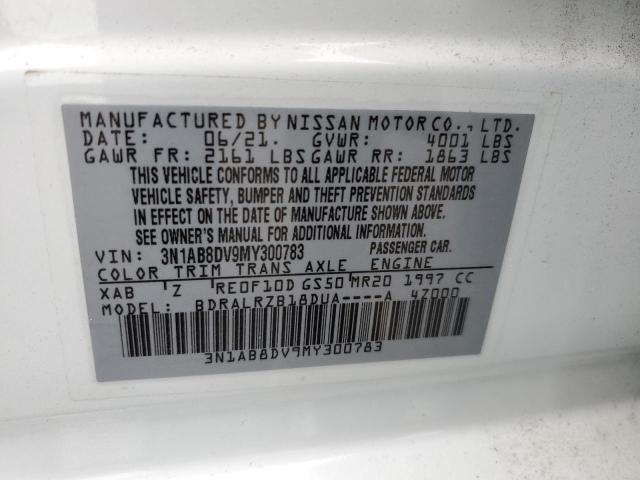 MANUFACTURED BY NISSAN MOTOR CO., LTD.
DATE: 06/21. GVWR: 4001 LBS
GAWR FR: 2161 LBS GAWR RR: 1863 LBS
THIS VEHICLE CONFORMS TO ALL APPLICABLE FEDERAL MOTOR
VEHICLE SAFETY, BUMPER AND THEFT PREVENTION STANDARDS
IN EFFECT ON THE DATE OF MANUFACTURE SHOWN ABOVE.
SEE OWNER'S MANUAL FOR ADDITIONAL INFORMATION.
VIN: 3N1AB8DV9MY300783 PASSENGER CAR.
COLOR TRIM TRANS AXLE ENGINE
XAB Z RE0F10D GS50 MR20 1997 CC
MODEL: BDRALRZB18DUA----A 4Z000
3N1AB8DV9MY300783